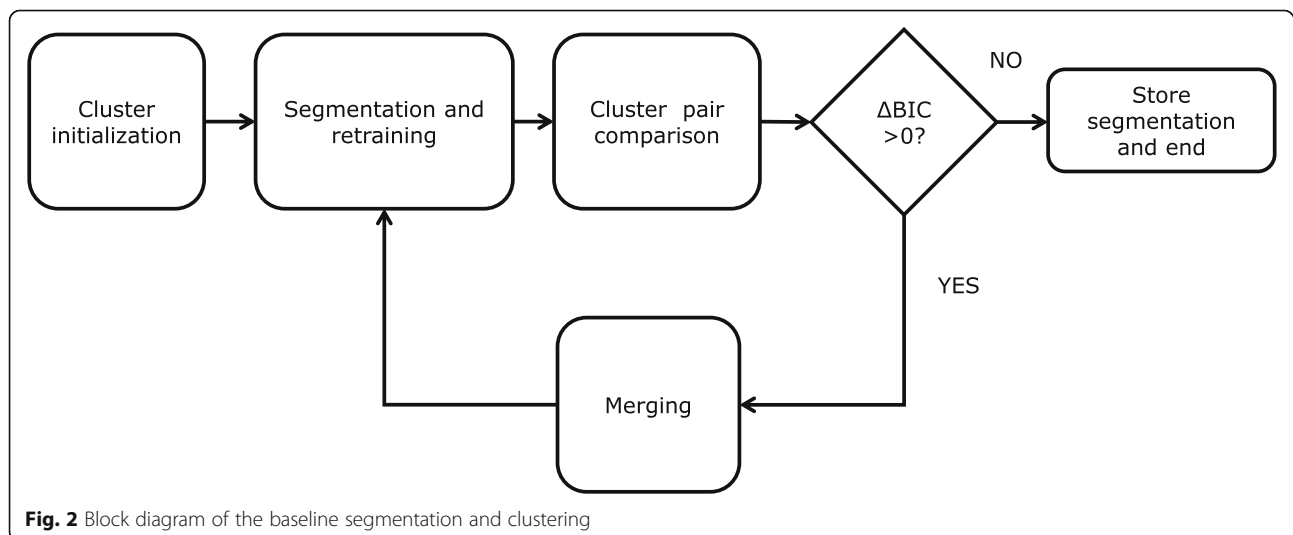 Cluster
initialization
Segmentation and
retraining
Cluster pair
comparison
ΔBIC
>0?
NO
Store
segmentation
and end
YES
Merging
Fig. 2 Block diagram of the baseline segmentation and clustering